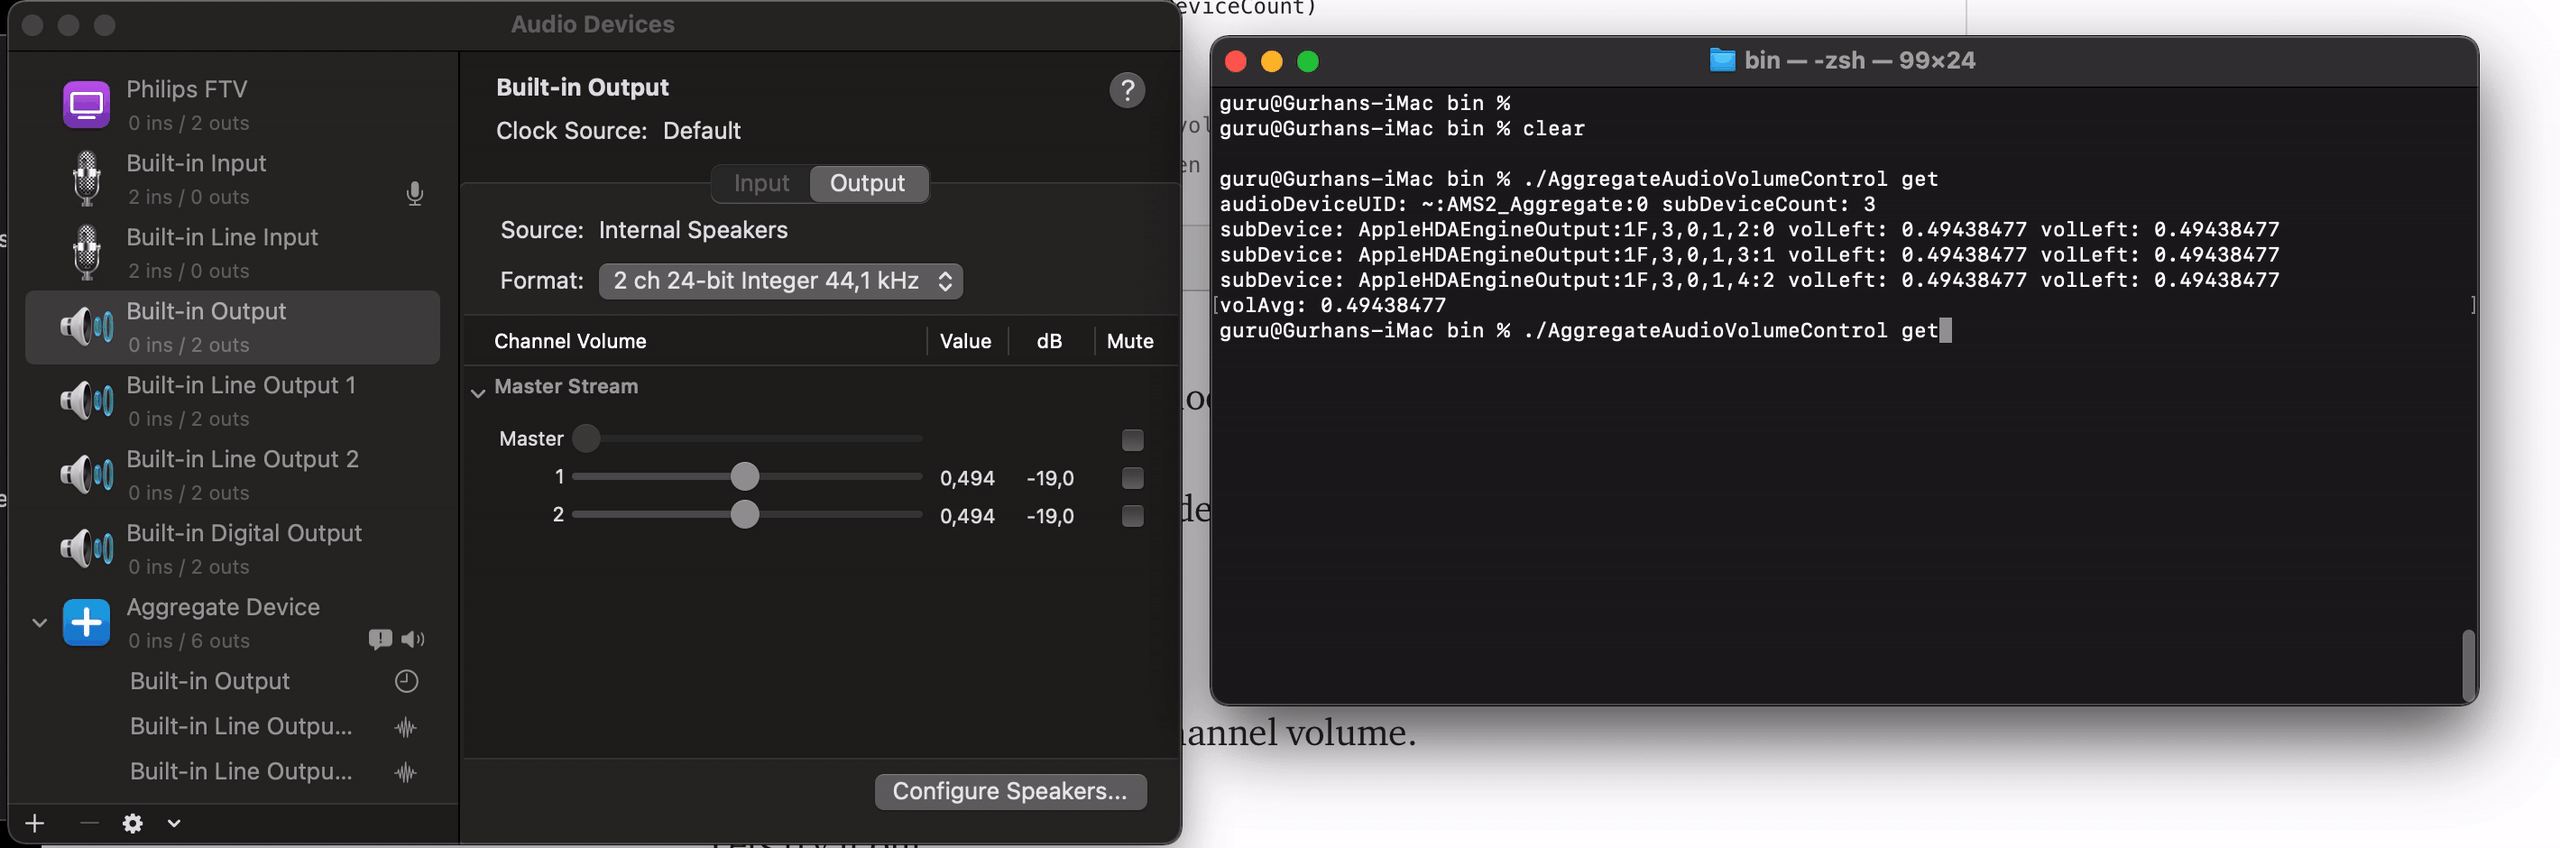 Audio Devices
Philips FTV
0 ins / 2 outs
Built-in Input
2 ins / 0 outs
Built-in Line Input
2 ins / 0 outs
Built-in Output
0 ins / 2 outs
Built-in Line Output 1
0 ins / 2 outs
Built-in Line Output 2
0 ins / 2 outs
Built-in Digital Output
0 ins / 2 outs
Aggregate Device
0 ins / 6 outs
Built-in Output
Built-in Line Outpu...
Built-in Line Outpu...
Built-in Output
?
Clock Source: Default
Input Output
Source: Internal Speakers
Format: 2 ch 24-bit Integer 44,1 kHz
Channel Volume Value dB Mute
Master Stream
Master
1 0,494 -19,0
2 0,494 -19,0
Configure Speakers...
eviceCount)
vol
en
loc
de
hannel volume.
bin — -zsh — 99×24
guru@Gurhans-iMac bin %
guru@Gurhans-iMac bin % clear
guru@Gurhans-iMac bin % ./AggregateAudioVolumeControl get
audioDeviceUID: ~:AMS2_Aggregate:0 subDeviceCount: 3
subDevice: AppleHDAEngineOutput:1F,3,0,1,2:0 volLeft: 0.49438477 volLeft: 0.49438477
subDevice: AppleHDAEngineOutput:1F,3,0,1,3:1 volLeft: 0.49438477 volLeft: 0.49438477
subDevice: AppleHDAEngineOutput:1F,3,0,1,4:2 volLeft: 0.49438477 volLeft: 0.49438477
[volAvg: 0.49438477 ]
guru@Gurhans-iMac bin % ./AggregateAudioVolumeControl get